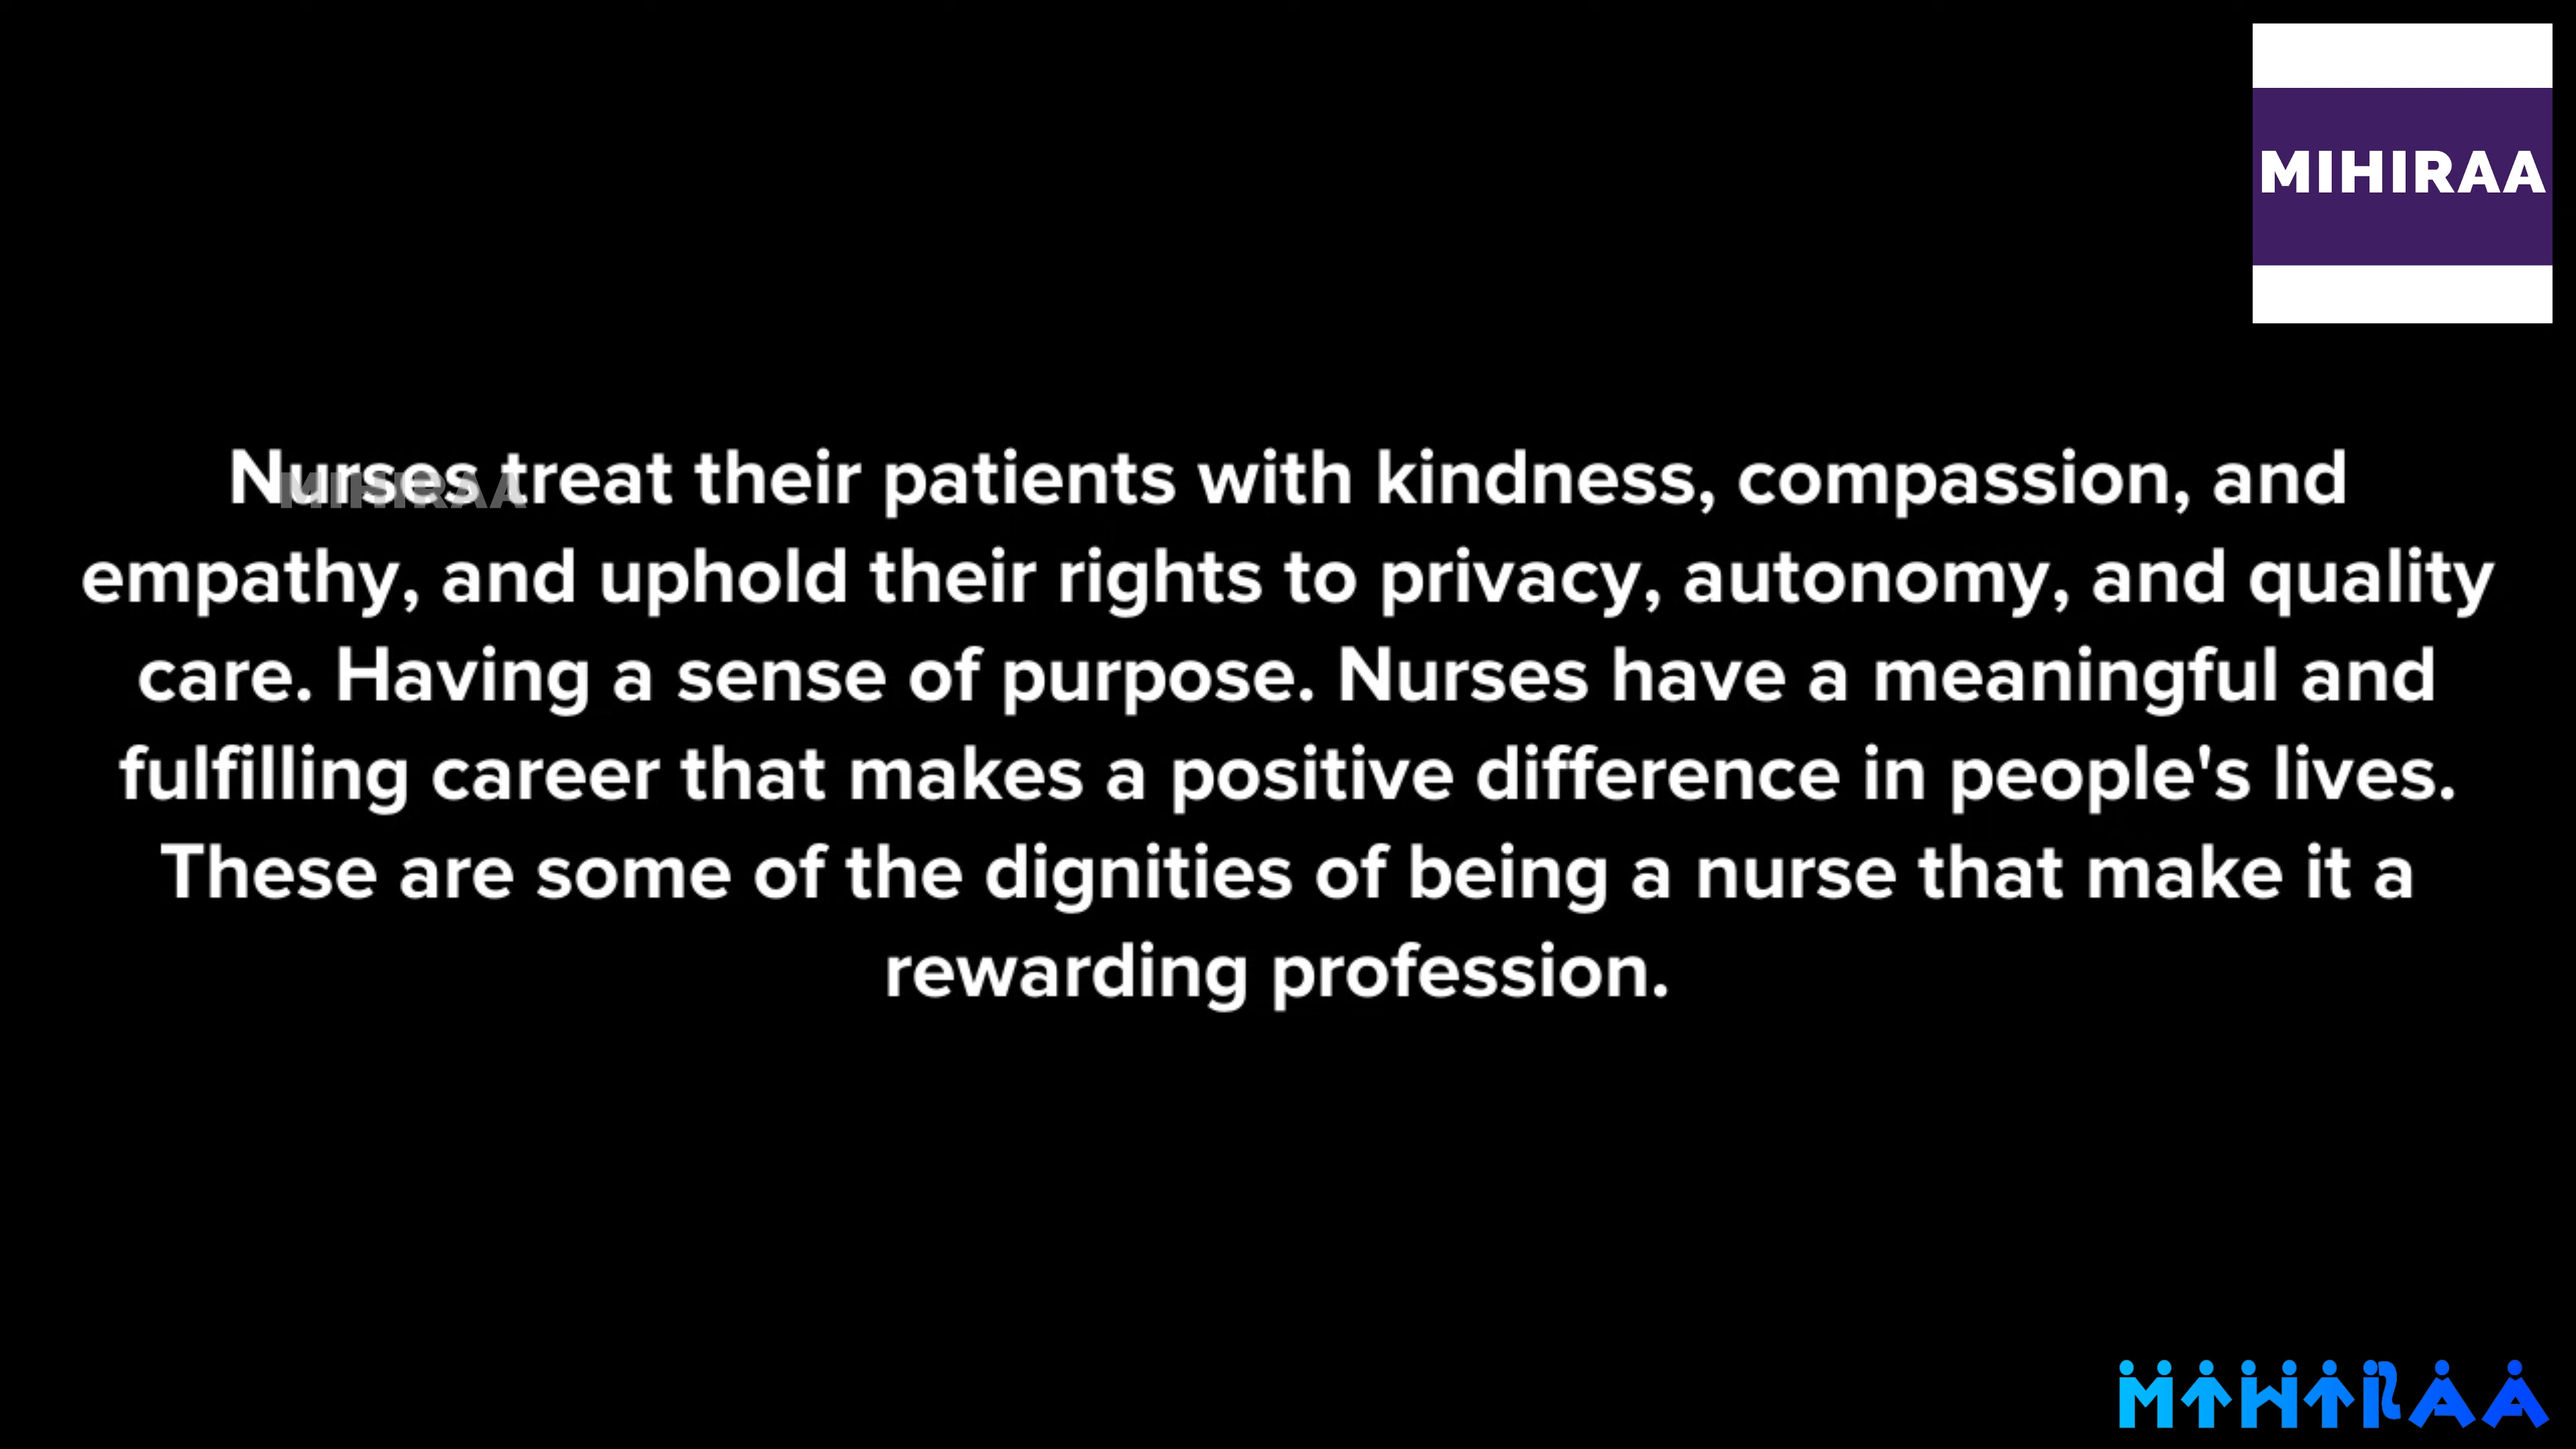 MIHIRAA
Nurses treat their patients with kindness, compassion, and
MIHIRAA
empathy, and uphold their rights to privacy, autonomy, and quality
care. Having a sense of purpose. Nurses have a meaningful and
fulfilling career that makes a positive difference in people's lives.
These are some of the dignities of being a nurse that make it a
rewarding profession.
MIHIRAA